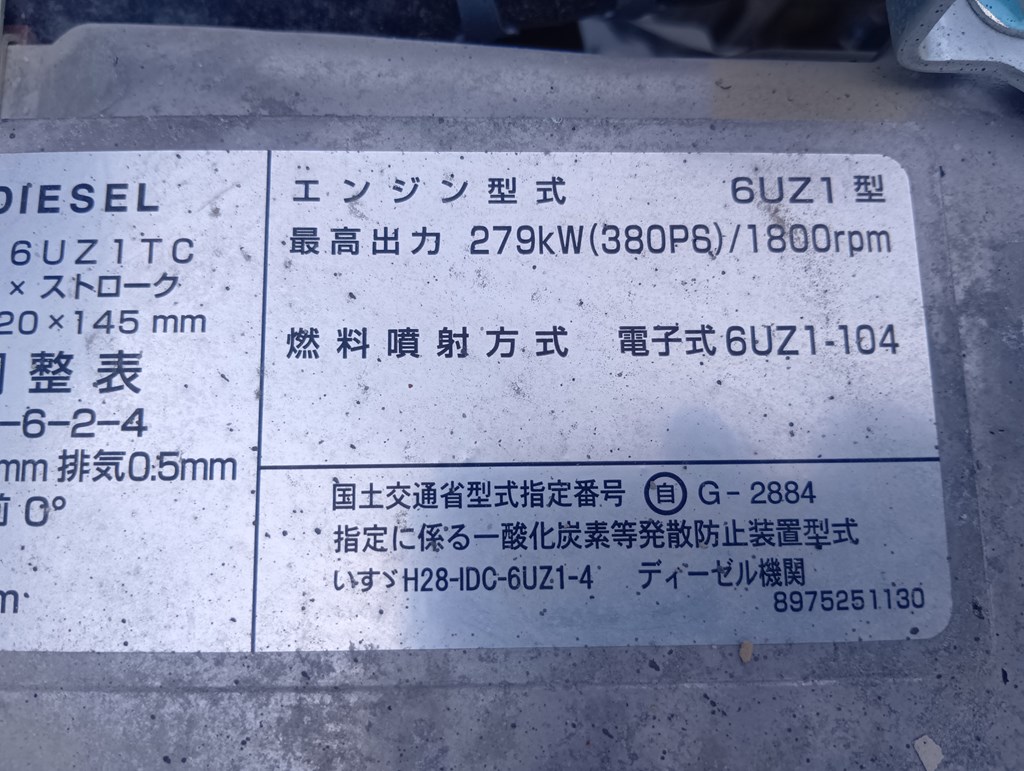 DIESEL
6UZ1TC
× ストローク
20×145 mm
整表
-6-2-4
mm 排気0.5mm
前 0°
m
エンジン型式 6UZ1型
最高出力 279kW(380PS)/1800rpm
燃料噴射方式 電子式6UZ1-104
国土交通省型式指定番号 自 G-2884
指定に係る一酸化炭素等発散防止装置型式
いすゞH28-IDC-6UZ1-4 ディーゼル機関
8975251130